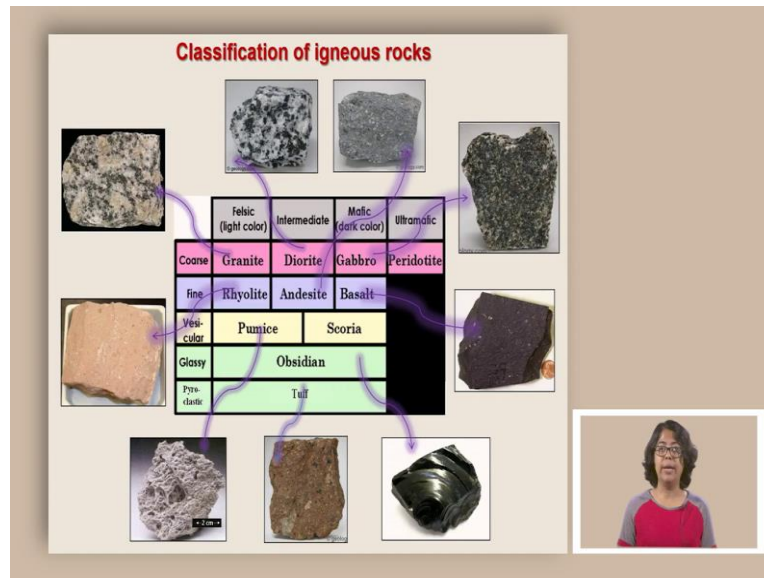 Classification of igneous rocks
Felsic
(light color)
Intermediate
Mafic
(dark color)
Ultramafic
Coarse Granite Diorite Gabbro Peridotite
Fine Rhyolite Andesite Basalt
Vesi-
cular
Pumice Scoria
Glassy Obsidian
Pyro-
clastic
Tuff
2 cm